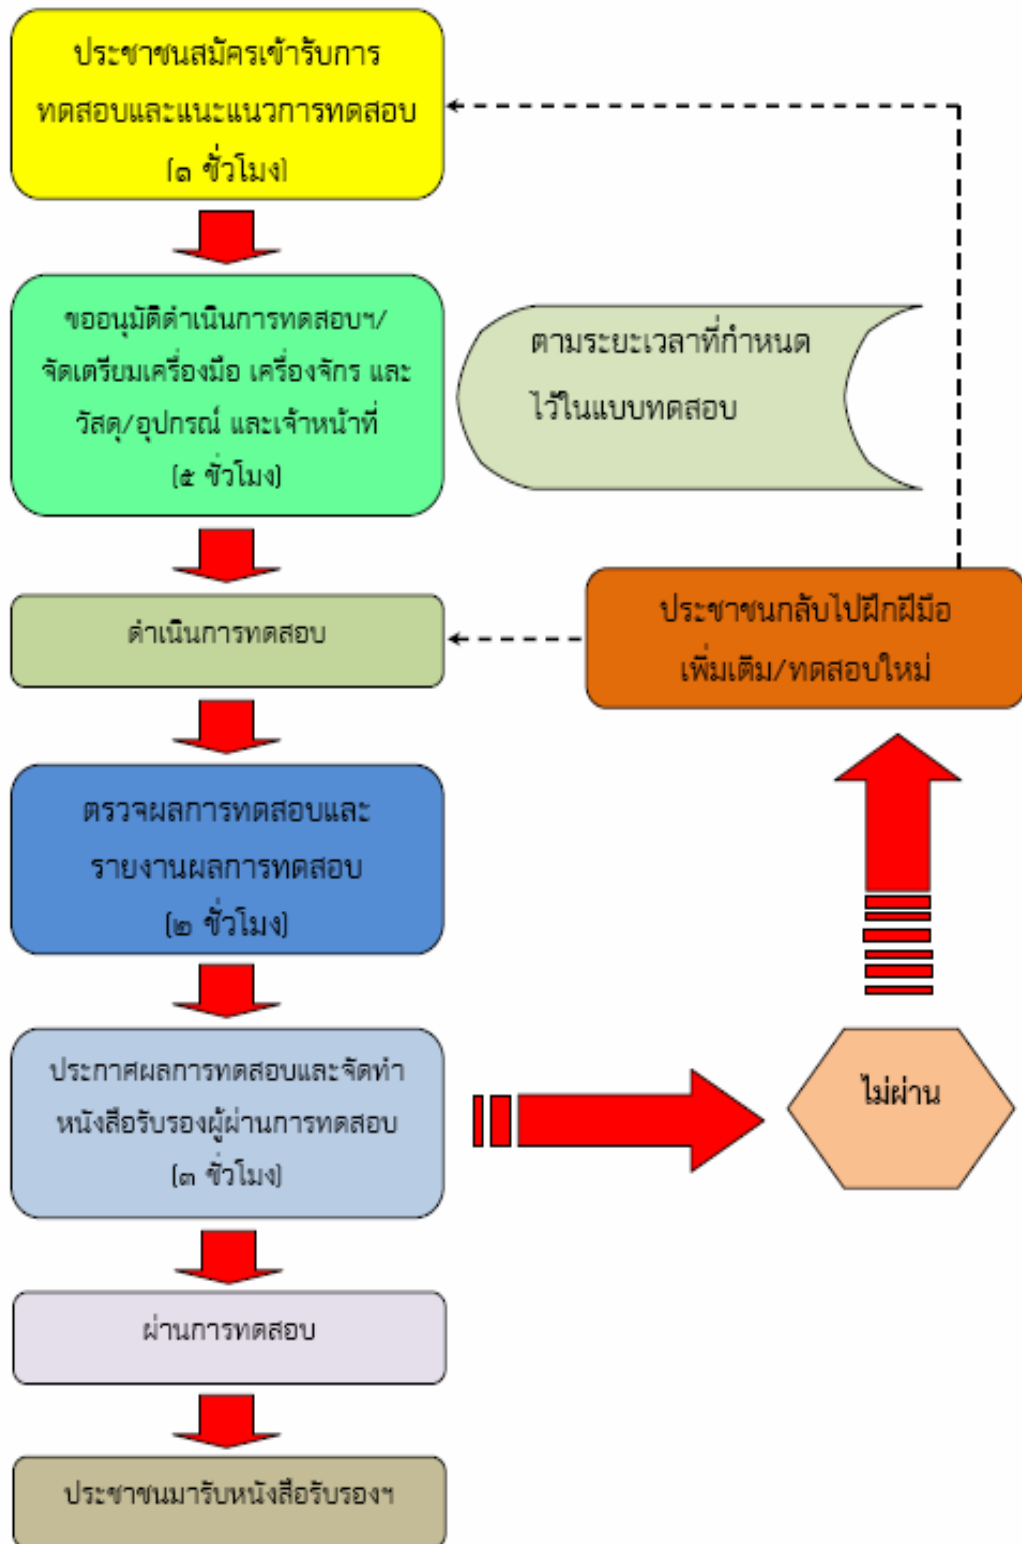 ประชาชนสมัครเข้ารับการ
ทดสอบและแนะแนวการทดสอบ
(๑ ชั่วโมง)
ขออนุมัติดำเนินการทดสอบฯ/
จัดเตรียมเครื่องมือ เครื่องจักร และ
วัสดุ/อุปกรณ์ และเจ้าหน้าที่
(๕ ชั่วโมง)
ตามระยะเวลาที่กำหนด
ไว้ในแบบทดสอบ
ดำเนินการทดสอบ
ประชาชนกลับไปฝึกฝีมือ
เพิ่มเติม/ทดสอบใหม่
ตรวจผลการทดสอบและ
รายงานผลการทดสอบ
(๒ ชั่วโมง)
ประกาศผลการทดสอบและจัดทำ
หนังสือรับรองผู้ผ่านการทดสอบ
(๓ ชั่วโมง)
ไม่ผ่าน
ผ่านการทดสอบ
ประชาชนมารับหนังสือรับรองฯ